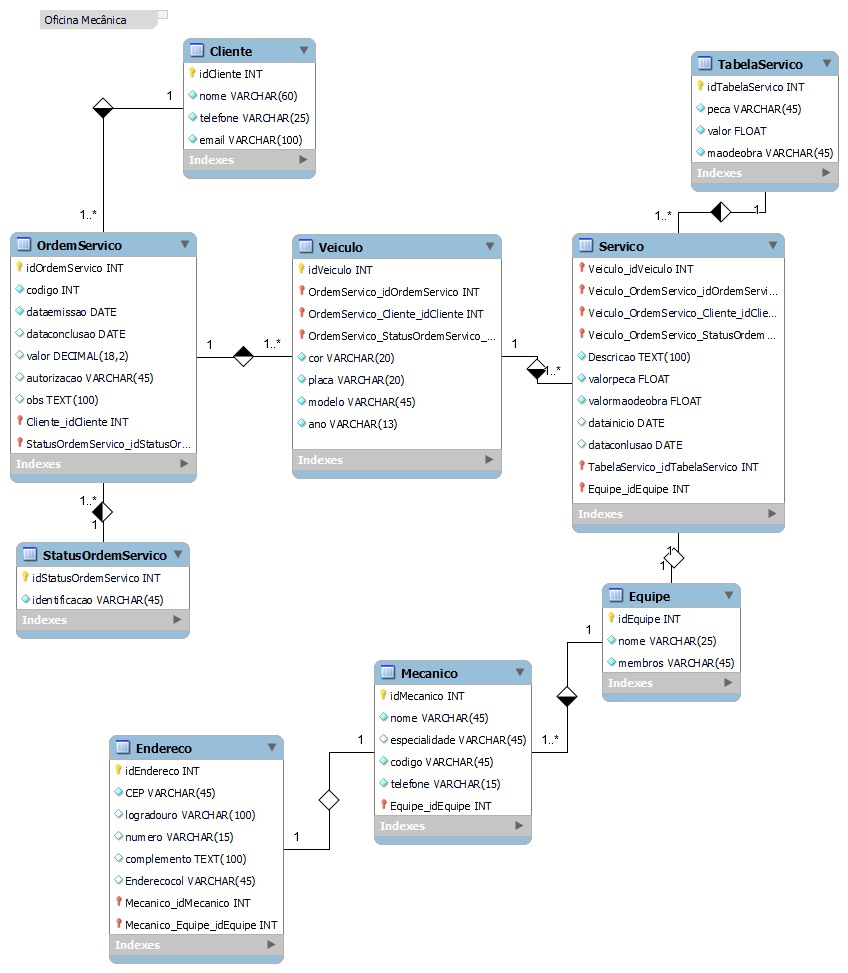 Oficina Mecânica
Cliente
idCliente INT
nome VARCHAR(60)
telefone VARCHAR(25)
email VARCHAR(100)
Indexes
1
1..*
TabelaServico
idTabelaServico INT
peca VARCHAR(45)
valor FLOAT
maodeobra VARCHAR(45)
Indexes
1
1..*
OrdemServico
idOrdemServico INT
codigo INT
dataemissao DATE
dataconclusao DATE
valor DECIMAL(18,2)
autorizacao VARCHAR(45)
obs TEXT(100)
Cliente_idCliente INT
StatusOrdemServico_idStatusOr...
Indexes
1
1..*
Veiculo
idVeiculo INT
OrdemServico_idOrdemServico INT
OrdemServico_Cliente_idCliente INT
OrdemServico_StatusOrdemServico_...
cor VARCHAR(20)
placa VARCHAR(20)
modelo VARCHAR(45)
ano VARCHAR(13)
Indexes
1
1..*
Servico
Veiculo_idVeiculo INT
Veiculo_OrdemServico_idOrdemServi...
Veiculo_OrdemServico_Cliente_idClie...
Veiculo_OrdemServico_StatusOrdem...
Descricao TEXT(100)
valorpeca FLOAT
valormaodeobra FLOAT
datainicio DATE
dataconlusao DATE
TabelaServico_idTabelaServico INT
Equipe_idEquipe INT
Indexes
1..*
1
StatusOrdemServico
idStatusOrdemServico INT
identificacao VARCHAR(45)
Indexes
1
1
Equipe
idEquipe INT
nome VARCHAR(25)
membros VARCHAR(45)
Indexes
1
1..*
Mecanico
idMecanico INT
nome VARCHAR(45)
especialidade VARCHAR(45)
codigo VARCHAR(45)
telefone VARCHAR(15)
Equipe_idEquipe INT
Indexes
1
1
Endereco
idEndereco INT
CEP VARCHAR(45)
logradouro VARCHAR(100)
numero VARCHAR(15)
complemento TEXT(100)
Enderecocol VARCHAR(45)
Mecanico_idMecanico INT
Mecanico_Equipe_idEquipe INT
Indexes